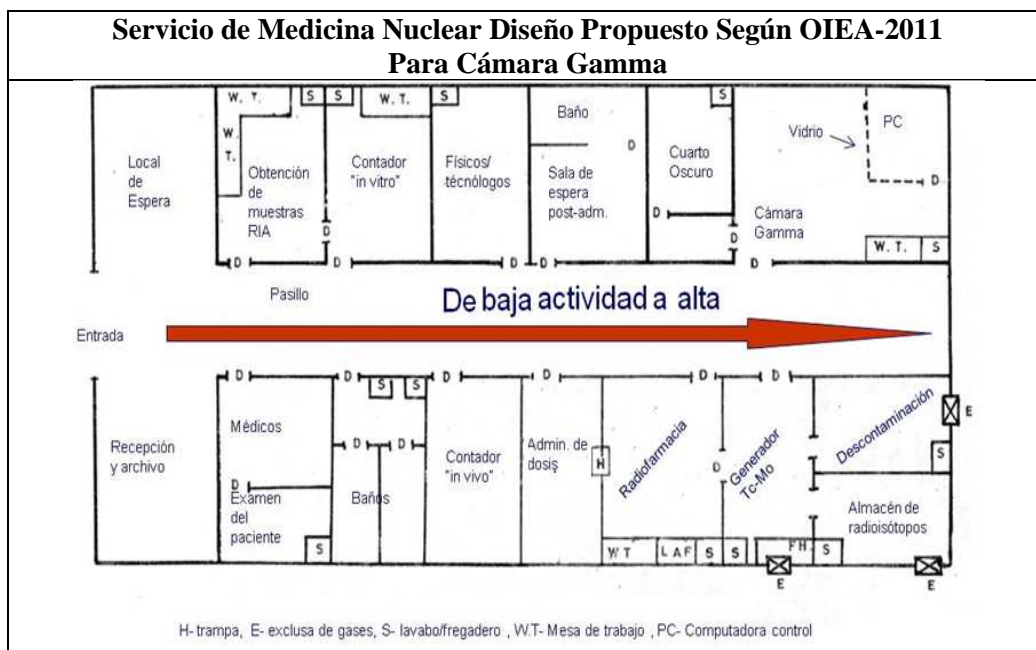 Servicio de Medicina Nuclear Diseño Propuesto Según OIEA-2011
Para Cámara Gamma
W. T.
S
S
W. T.
S
S
W.
T.
Local
de
Espera
Obtención
de
muestras
RIA
D
Contador
"in vitro"
Físicos/
técnólogos
Baño
D
Sala de
espera
post-adm.
Cuarto
Oscuro
D
D
Vidrio
PC
D
Cámara
Gamma
W. T.
S
D
D
D
D
Pasillo
De baja actividad a alta
Entrada
D
D
D
D
D
D
Recepción
y archivo
Médicos
D
Examen
del
paciente
S
S
S
D
D
Baños
Contador
"in vivo"
Admin. de
dosis
H
Radiofarmacia
D
Generador
Tc-Mo
Descontaminación
E
S
Almacén de
radioisótopos
W T
L A F
S
S
F H.
S
E
E
H- trampa, E- exclusa de gases, S- lavabo/fregadero , W.T- Mesa de trabajo , PC- Computadora control